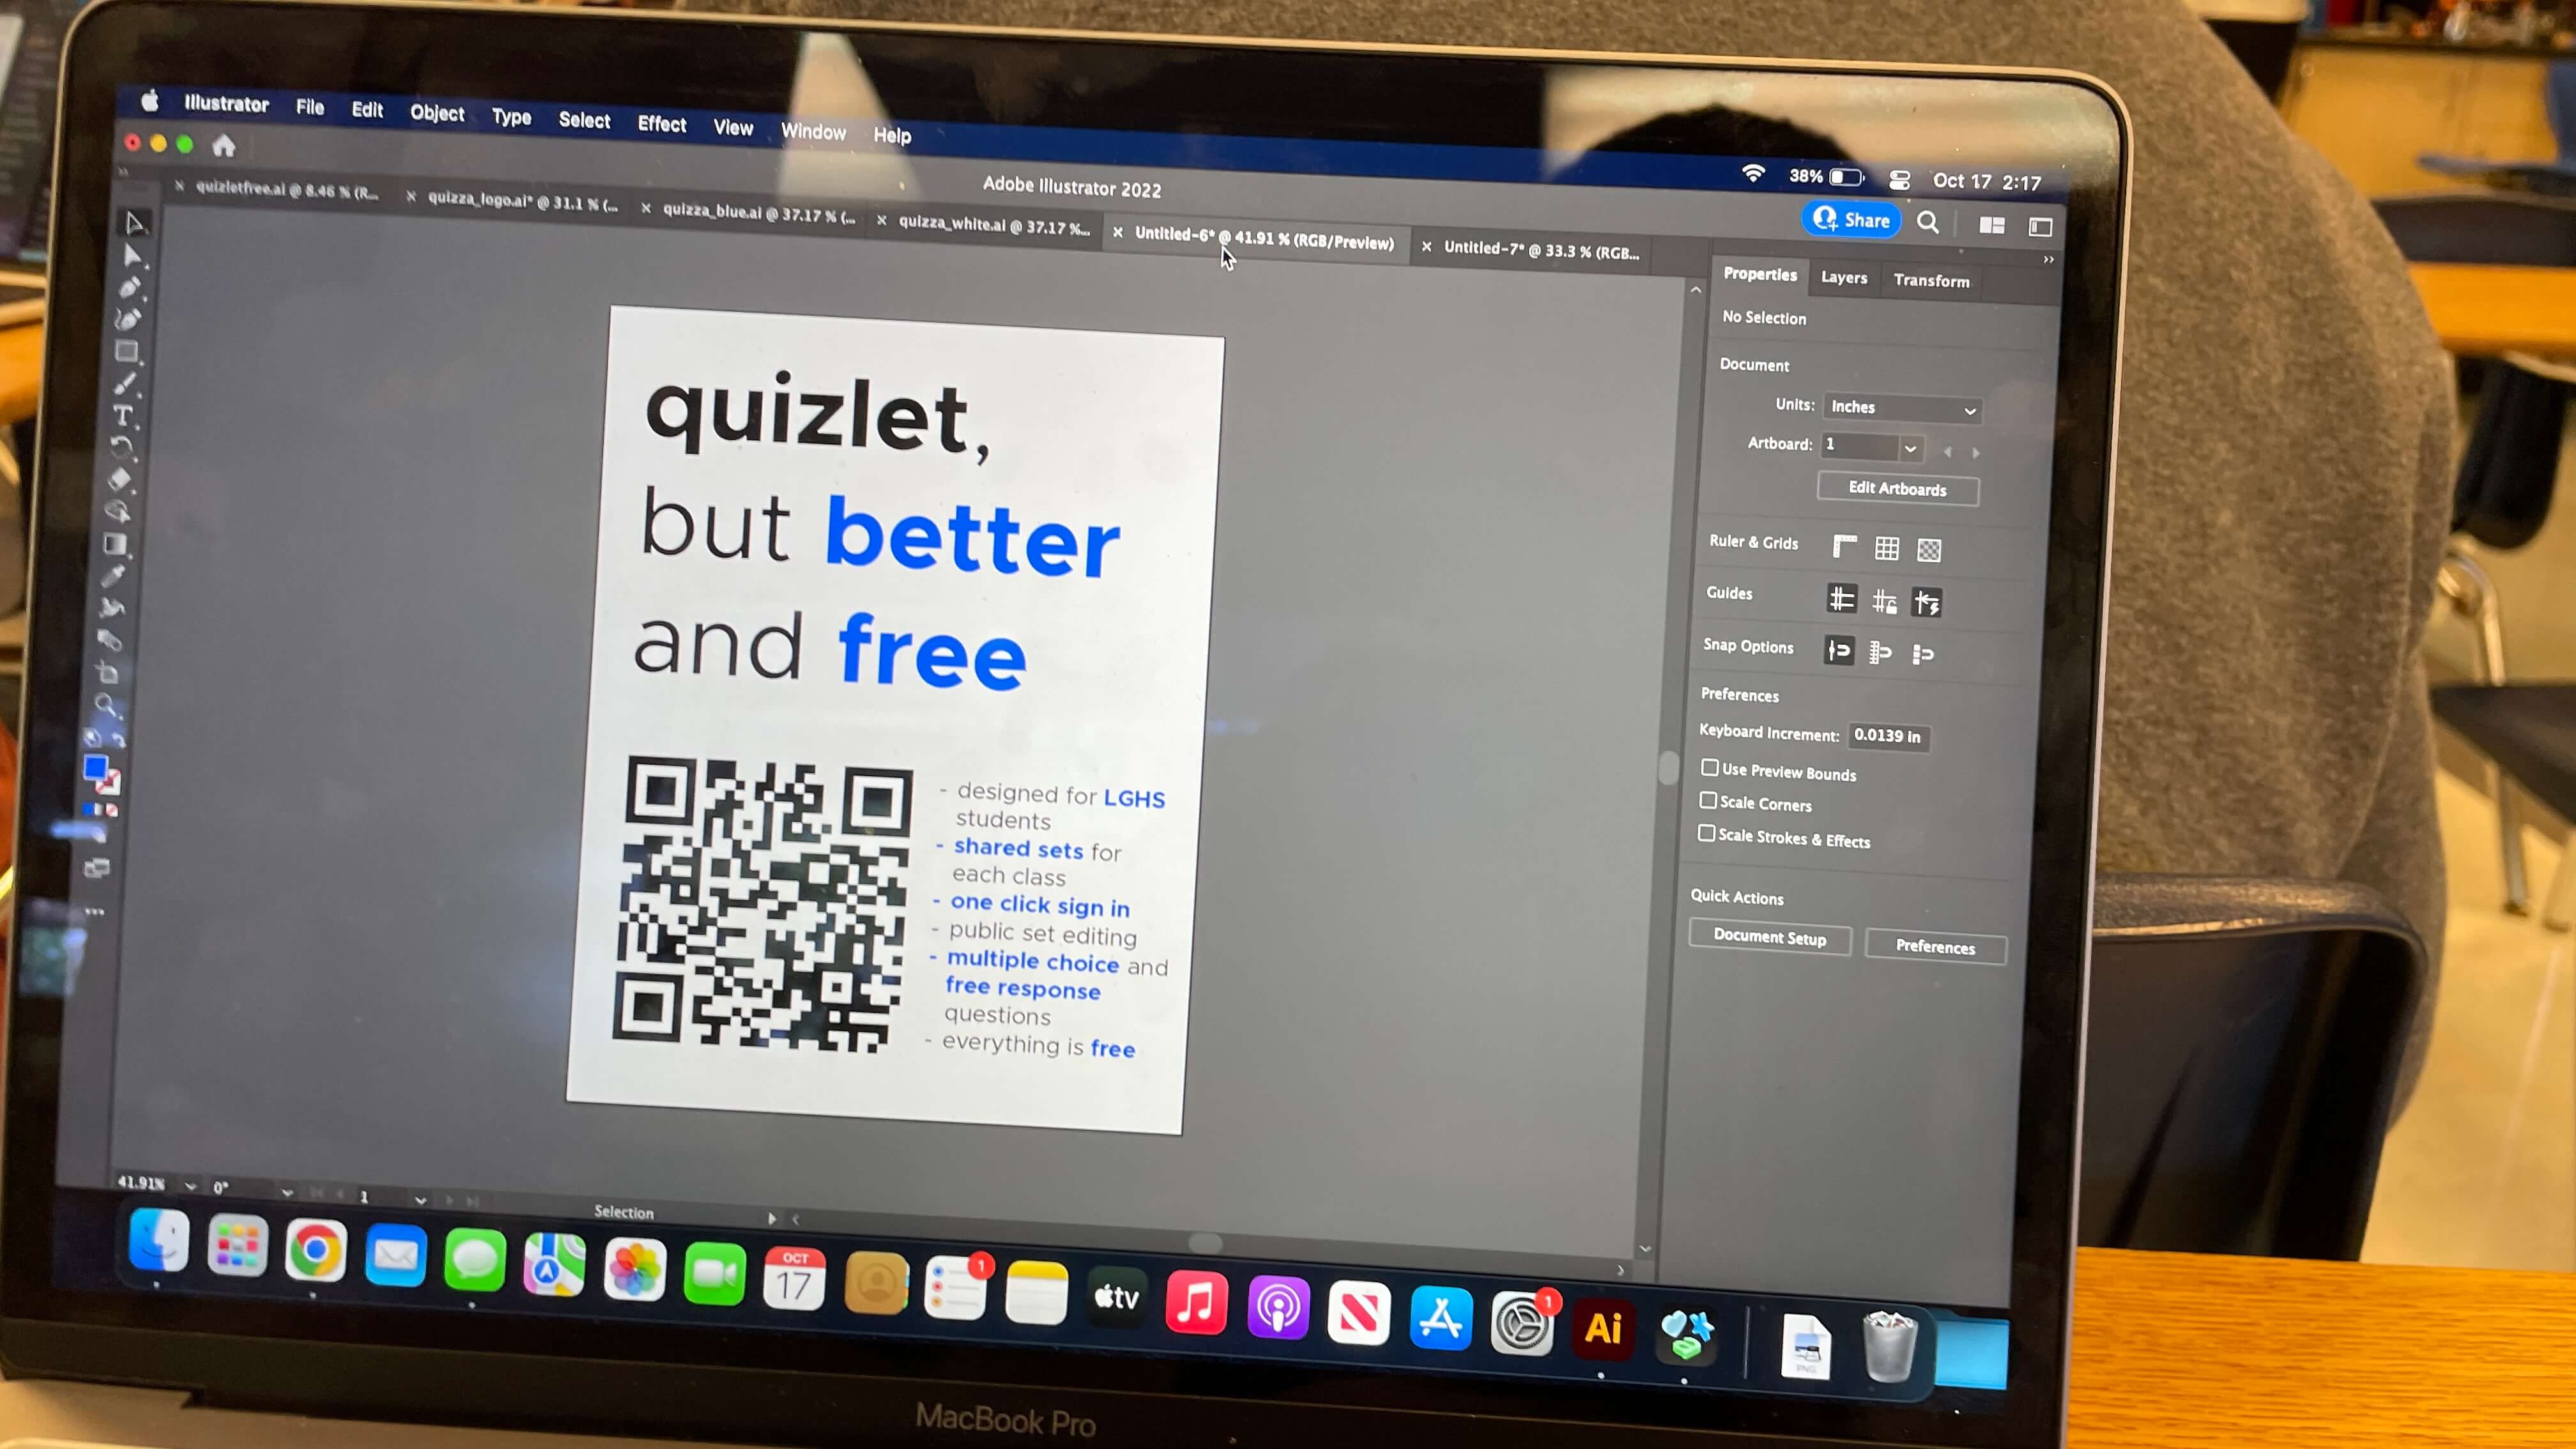 Illustrator File Edit Object Type Select Effect View Window Help
38% Oct 17 2:17
Adobe Illustrator 2022
Share
quizletfree.ai @ 8.46 % (R...
quizza_logo.ai* @ 31.1 % (...
quizza_blue.ai @ 37.17 % (...
quizza_white.ai @ 37.17 %...
Untitled-6* @ 41.91 % (RGB/Preview)
Untitled-7* @ 33.3 % (RGB...
quizlet,
but better
and free
- designed for LGHS
students
- shared sets for
each class
- one click sign in
- public set editing
- multiple choice and
free response
questions
- everything is free
Properties Layers Transform
No Selection
Document
Units: Inches
Artboard: 1
Edit Artboards
Ruler & Grids
Guides
Snap Options
Preferences
Keyboard Increment: 0.0139 in
Use Preview Bounds
Scale Corners
Scale Strokes & Effects
Quick Actions
Document Setup Preferences
41.91% 0° 1 Selection
OCT
17
1
tv
1
Ai
PNG
MacBook Pro